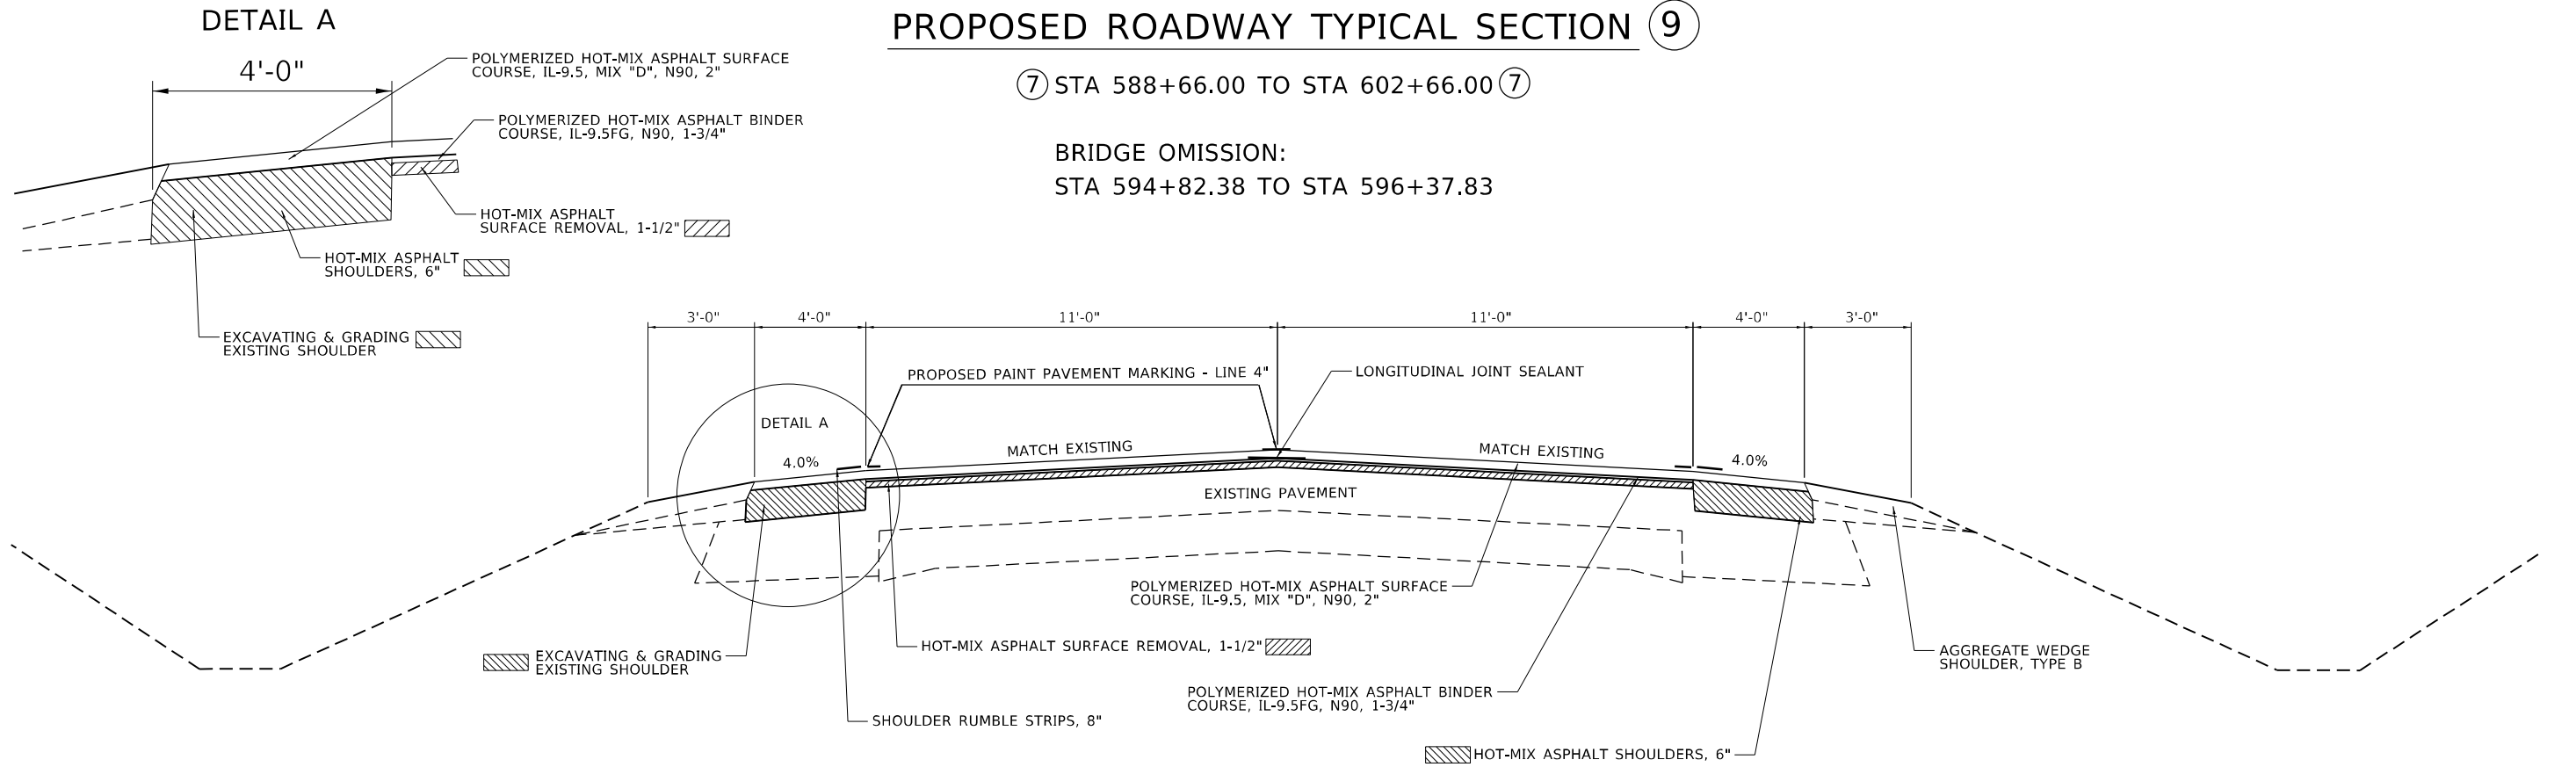 DETAIL A
4'-0"
POLYMERIZED HOT-MIX ASPHALT SURFACE
COURSE, IL-9.5, MIX "D", N90, 2"
POLYMERIZED HOT-MIX ASPHALT BINDER
COURSE, IL-9.5FG, N90, 1-3/4"
HOT-MIX ASPHALT
SURFACE REMOVAL, 1-1/2"
HOT-MIX ASPHALT
SHOULDERS, 6"
EXCAVATING & GRADING
EXISTING SHOULDER
PROPOSED ROADWAY TYPICAL SECTION 9
7 STA 588+66.00 TO STA 602+66.00 7
BRIDGE OMISSION:
STA 594+82.38 TO STA 596+37.83
3'-0" 4'-0" 11'-0" 11'-0" 4'-0" 3'-0"
PROPOSED PAINT PAVEMENT MARKING - LINE 4"
LONGITUDINAL JOINT SEALANT
DETAIL A
MATCH EXISTING
MATCH EXISTING
4.0%
4.0%
EXISTING PAVEMENT
POLYMERIZED HOT-MIX ASPHALT SURFACE
COURSE, IL-9.5, MIX "D", N90, 2"
HOT-MIX ASPHALT SURFACE REMOVAL, 1-1/2"
EXCAVATING & GRADING
EXISTING SHOULDER
AGGREGATE WEDGE
SHOULDER, TYPE B
POLYMERIZED HOT-MIX ASPHALT BINDER
COURSE, IL-9.5FG, N90, 1-3/4"
SHOULDER RUMBLE STRIPS, 8"
HOT-MIX ASPHALT SHOULDERS, 6"